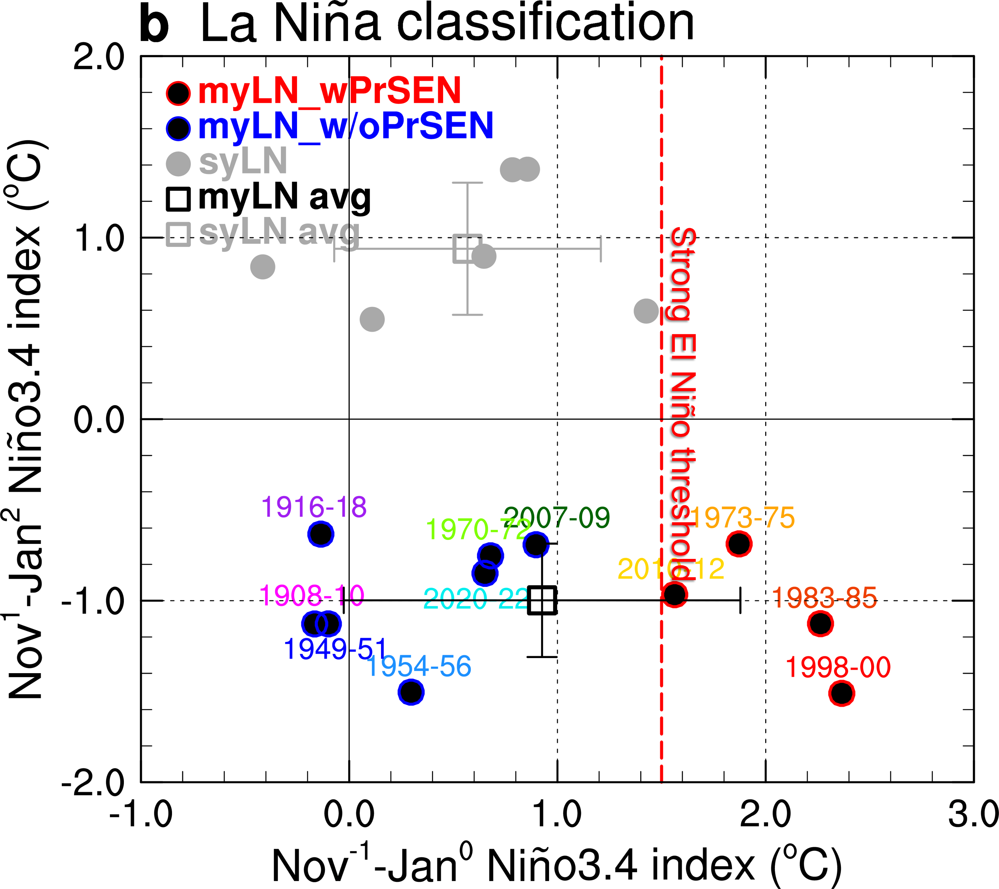 b La Niña classification
2.0
1.0
0.0
-1.0
-2.0
Nov¹-Jan² Niño3.4 index (°C)
myLN_wPrSEN
myLN_w/oPrSEN
syLN
myLN avg
syLN avg
Strong El Niño threshold
1916-18
2007-09
1973-75
1970-72
2010-12
1908-10
2020-22
1983-85
1949-51
1954-56
1998-00
-1.0 0.0 1.0 2.0 3.0
Nov⁻¹-Jan⁰ Niño3.4 index (°C)